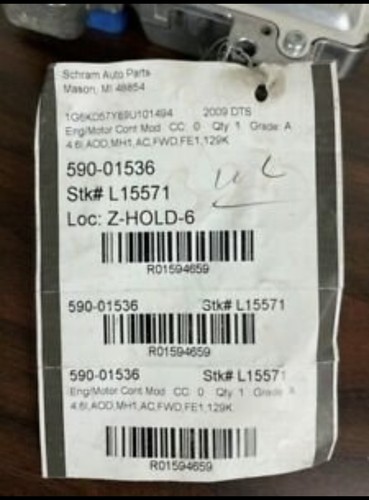 Schram Auto Parts
Mason, MI 48854
1G6KD57Y69U101494 2009 DTS
Eng/Motor Cont Mod CC: 0 Qty: 1 Grade: A
4.6l,AOD,MH1,AC,FWD,FE1,129K
590-01536
Stk# L15571
Loc: Z-HOLD-6
R01594659
590-01536 Stk# L15571
R01594659
590-01536 Stk# L15571
Eng/Motor Cont Mod CC: 0 Qty: 1 Grade: A
4.6l,AOD,MH1,AC,FWD,FE1,129K
R01594659